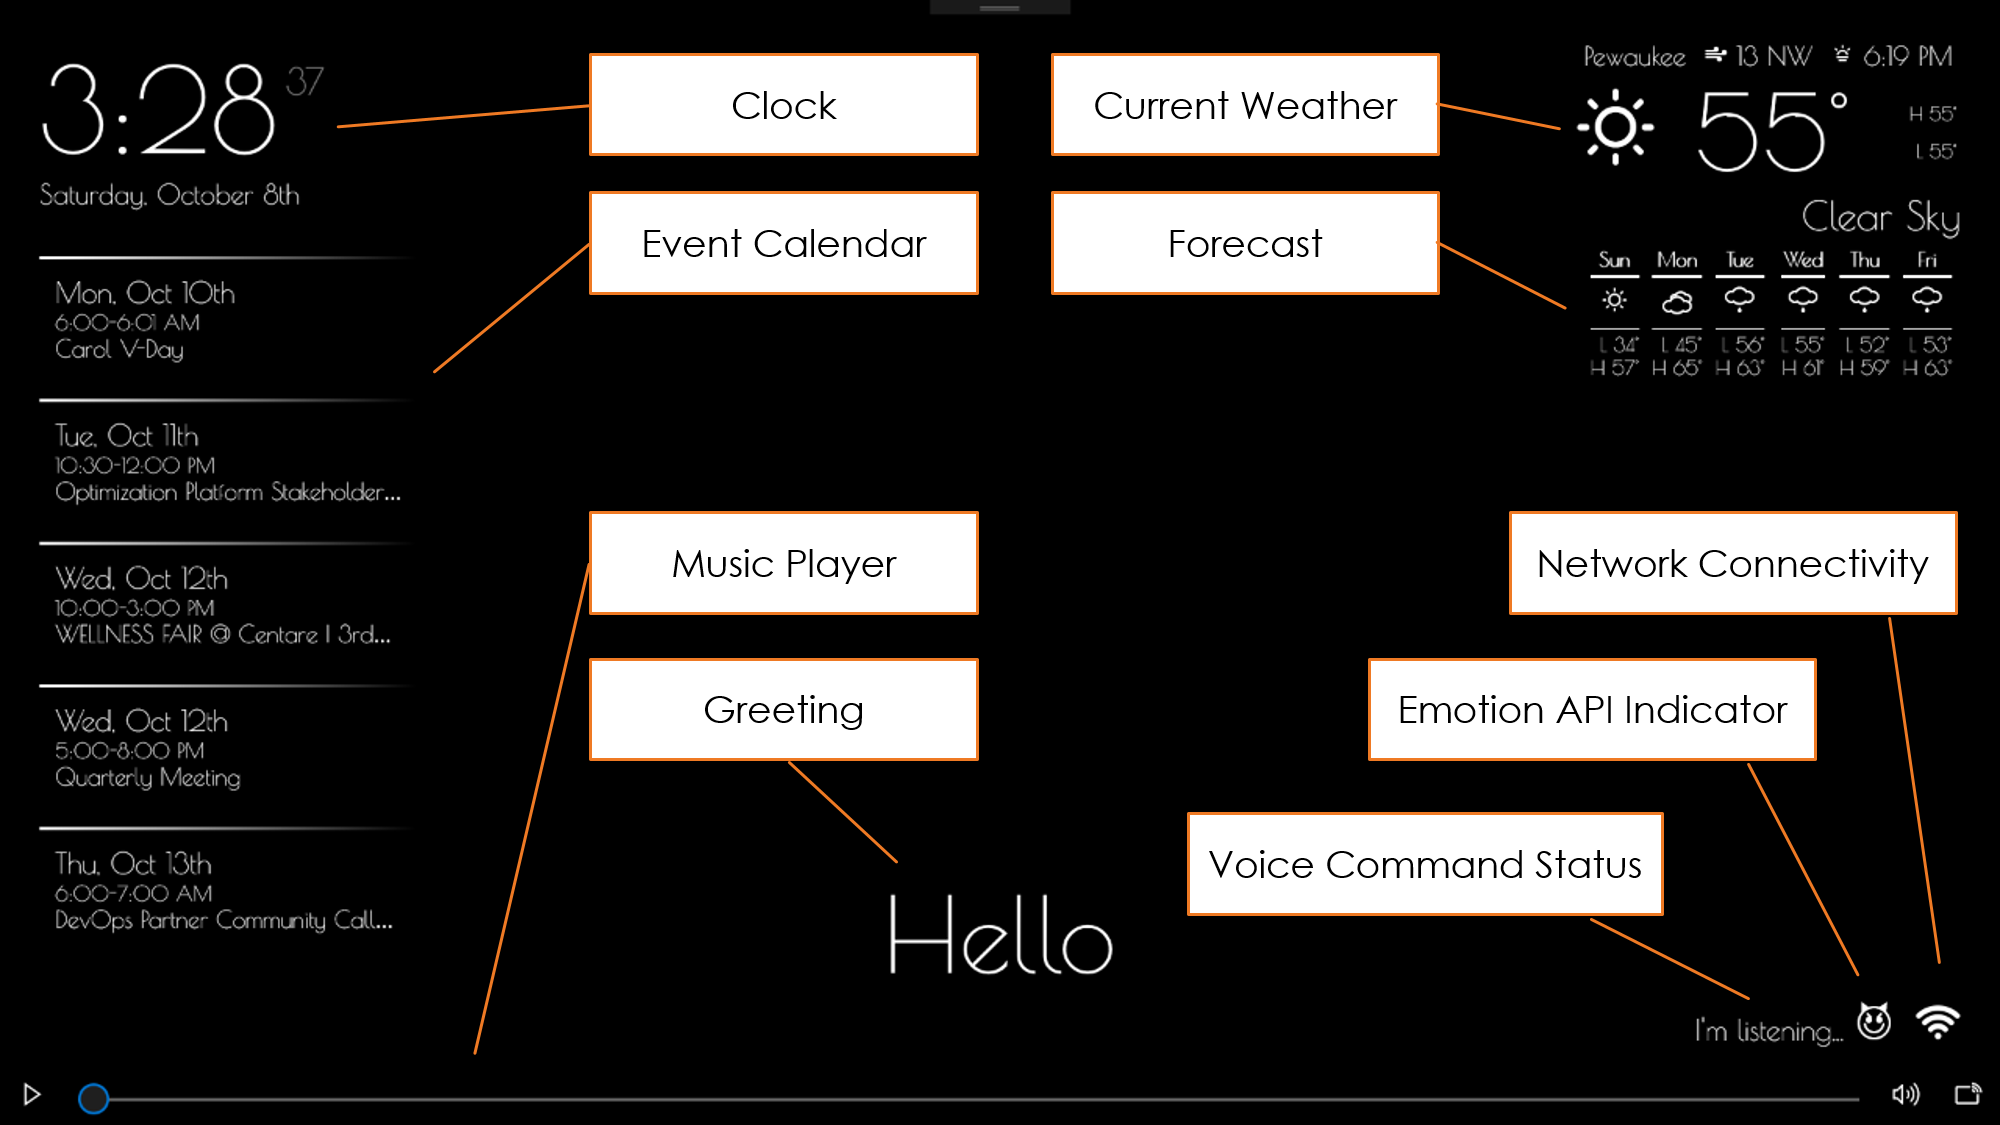 3:28 37
Saturday, October 8th
Mon, Oct 10th
6:00-6:01 AM
Carol V-Day
Tue, Oct 11th
10:30-12:00 PM
Optimization Platform Stakeholder...
Wed, Oct 12th
10:00-3:00 PM
WELLNESS FAIR @ Centare | 3rd...
Wed, Oct 12th
5:00-8:00 PM
Quarterly Meeting
Thu, Oct 13th
6:00-7:00 AM
DevOps Partner Community Call...
Clock
Event Calendar
Music Player
Greeting
Hello
Current Weather
Forecast
Pewaukee 13 NW 6:19 PM
55°
H 55°
L 55°
Clear Sky
Sun Mon Tue Wed Thu Fri
L 34° L 45° L 56° L 55° L 52° L 53°
H 57° H 65° H 63° H 61° H 59° H 63°
Network Connectivity
Emotion API Indicator
Voice Command Status
I'm listening...